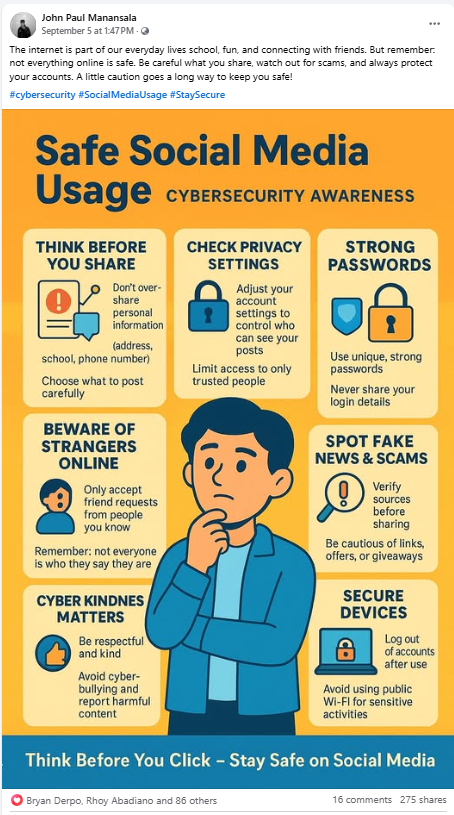 John Paul Manansala
September 5 at 1:47 PM ·
The internet is part of our everyday lives school, fun, and connecting with friends. But remember:
not everything online is safe. Be careful what you share, watch out for scams, and always protect
your accounts. A little caution goes a long way to keep you safe!
#cybersecurity #SocialMediaUsage #StaySecure
Safe Social Media
Usage CYBERSECURITY AWARENESS
THINK BEFORE
YOU SHARE
Don't over-
share
personal
information
(address,
school, phone number)
Choose what to post
carefully
CHECK PRIVACY
SETTINGS
Adjust your
account
settings to
control who
can see your
posts
Limit access to only
trusted people
STRONG
PASSWORDS
Use unique, strong
passwords
Never share your
login details
BEWARE OF
STRANGERS
ONLINE
Only accept
friend requests
from people
you know
Remember: not everyone
is who they say they are
SPOT FAKE
NEWS & SCAMS
Verify
sources
before
sharing
Be cautious of links,
offers, or giveaways
CYBER KINDNES
MATTERS
Be respectful
and kind
Avoid cyber-
bullying and
report harmful
content
SECURE
DEVICES
Log out
of accounts
after use
Avoid using public
Wi-FI for sensitive
activities
Think Before You Click – Stay Safe on Social Media
Bryan Derpo, Rhoy Abadiano and 86 others
16 comments 275 shares